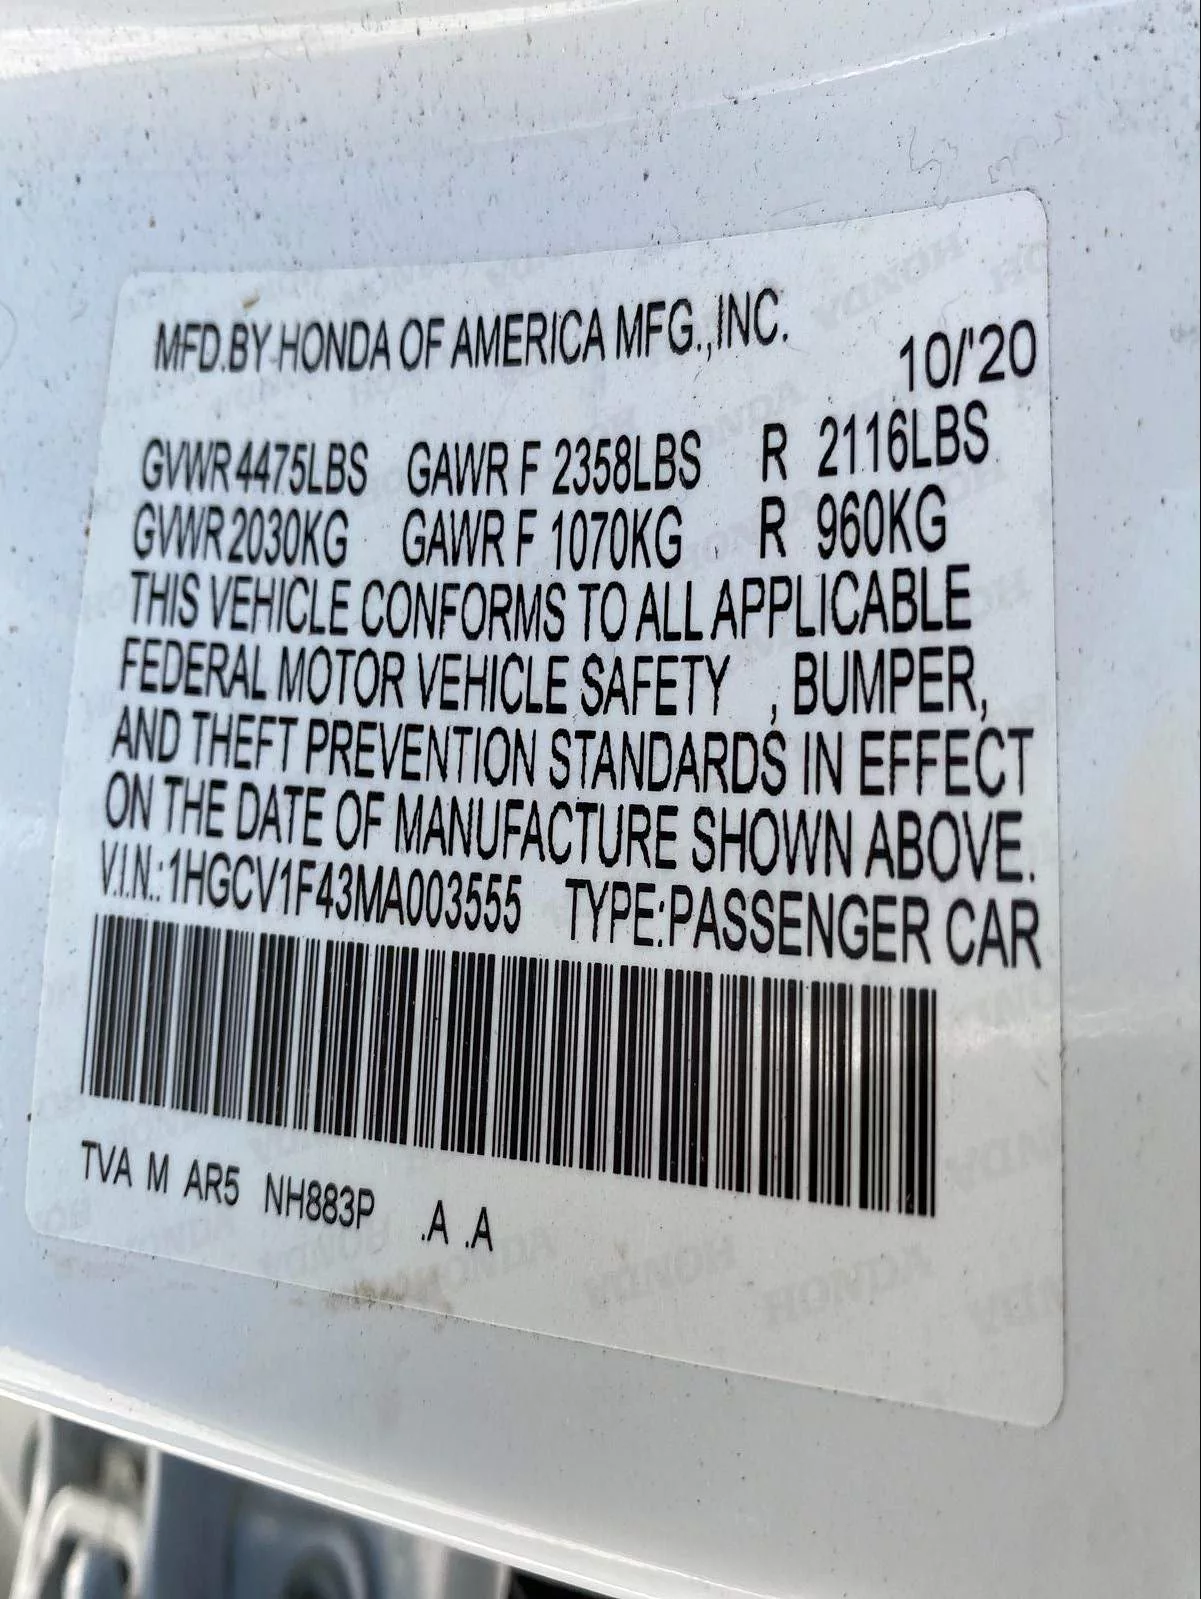 MFD.BY HONDA OF AMERICA MFG.,INC.
10/'20
GVWR 4475LBS GAWR F 2358LBS R 2116LBS
GVWR 2030KG GAWR F 1070KG R 960KG
THIS VEHICLE CONFORMS TO ALL APPLICABLE
FEDERAL MOTOR VEHICLE SAFETY , BUMPER,
AND THEFT PREVENTION STANDARDS IN EFFECT
ON THE DATE OF MANUFACTURE SHOWN ABOVE.
V.I.N.:1HGCV1F43MA003555 TYPE:PASSENGER CAR
TVA M AR5 NH883P .A .A